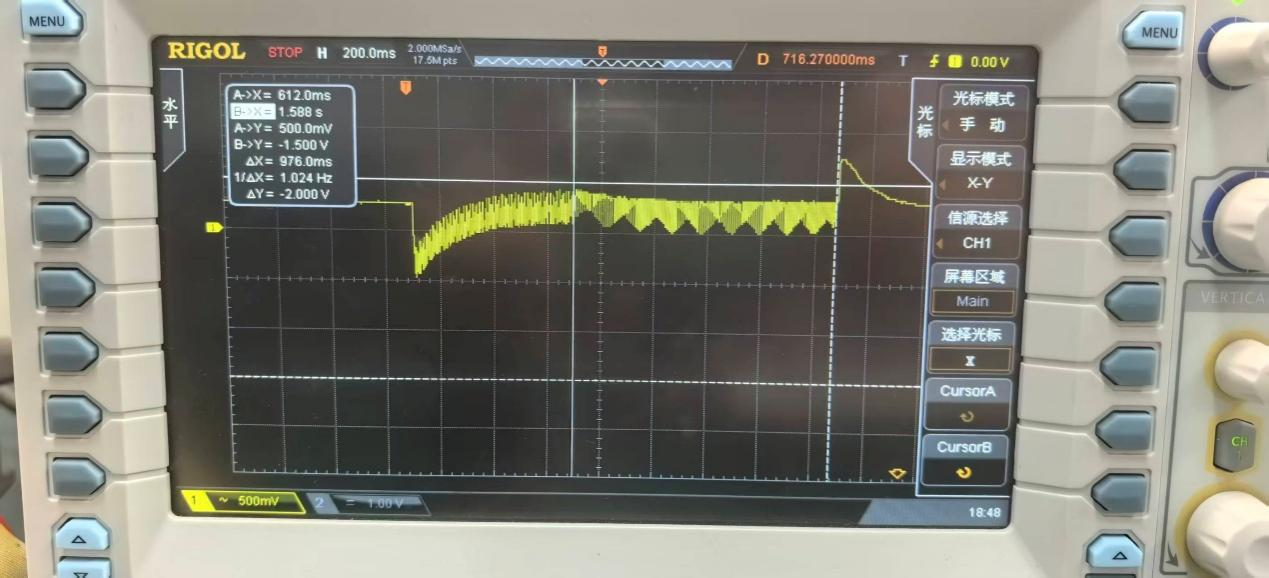 MENU
RIGOL STOP H 200.0ms 2.000MSa/s 17.5M pts D 716.270000ms T 1 0.00 V
MENU
水平
A->X= 612.0ms
B->X= 1.588 s
A->Y= 500.0mV
B->Y= -1.500 V
ΔX= 976.0ms
1/ΔX= 1.024 Hz
ΔY= -2.000 V
光标
光标模式
手 动
显示模式
X-Y
信源选择
CH1
屏幕区域
Main
选择光标
X
CursorA
CursorB
1 ~ 500mV 2 = 1.00 V
18:48
VERTICA
CH
1